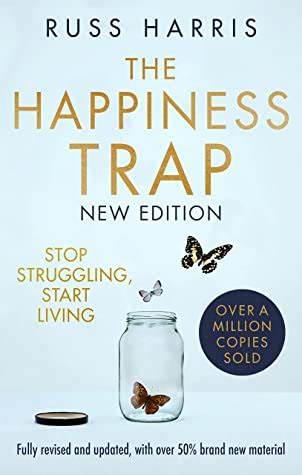 RUSS HARRIS
THE
HAPPINESS
TRAP
NEW EDITION
STOP
STRUGGLING,
START
LIVING
OVER A
MILLION
COPIES
SOLD
Fully revised and updated, with over 50% brand new material